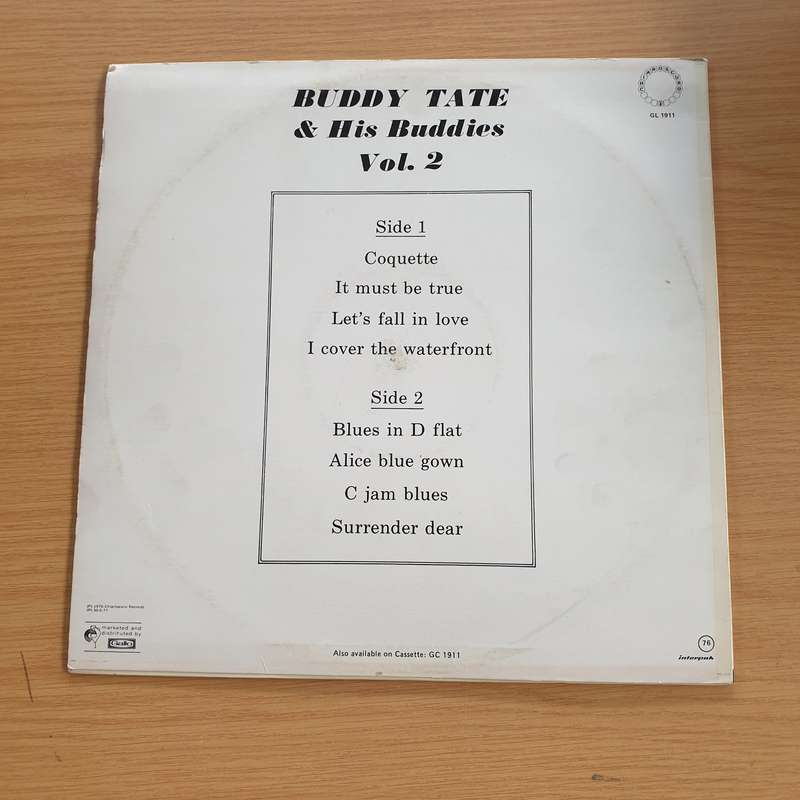 BUDDY TATE
& His Buddies
Vol. 2
GL 1911
Side 1
Coquette
It must be true
Let's fall in love
I cover the waterfront
Side 2
Blues in D flat
Alice blue gown
C jam blues
Surrender dear
marketed and
distributed by
Gallo
Also available on Cassette: GC 1911
76
interpak